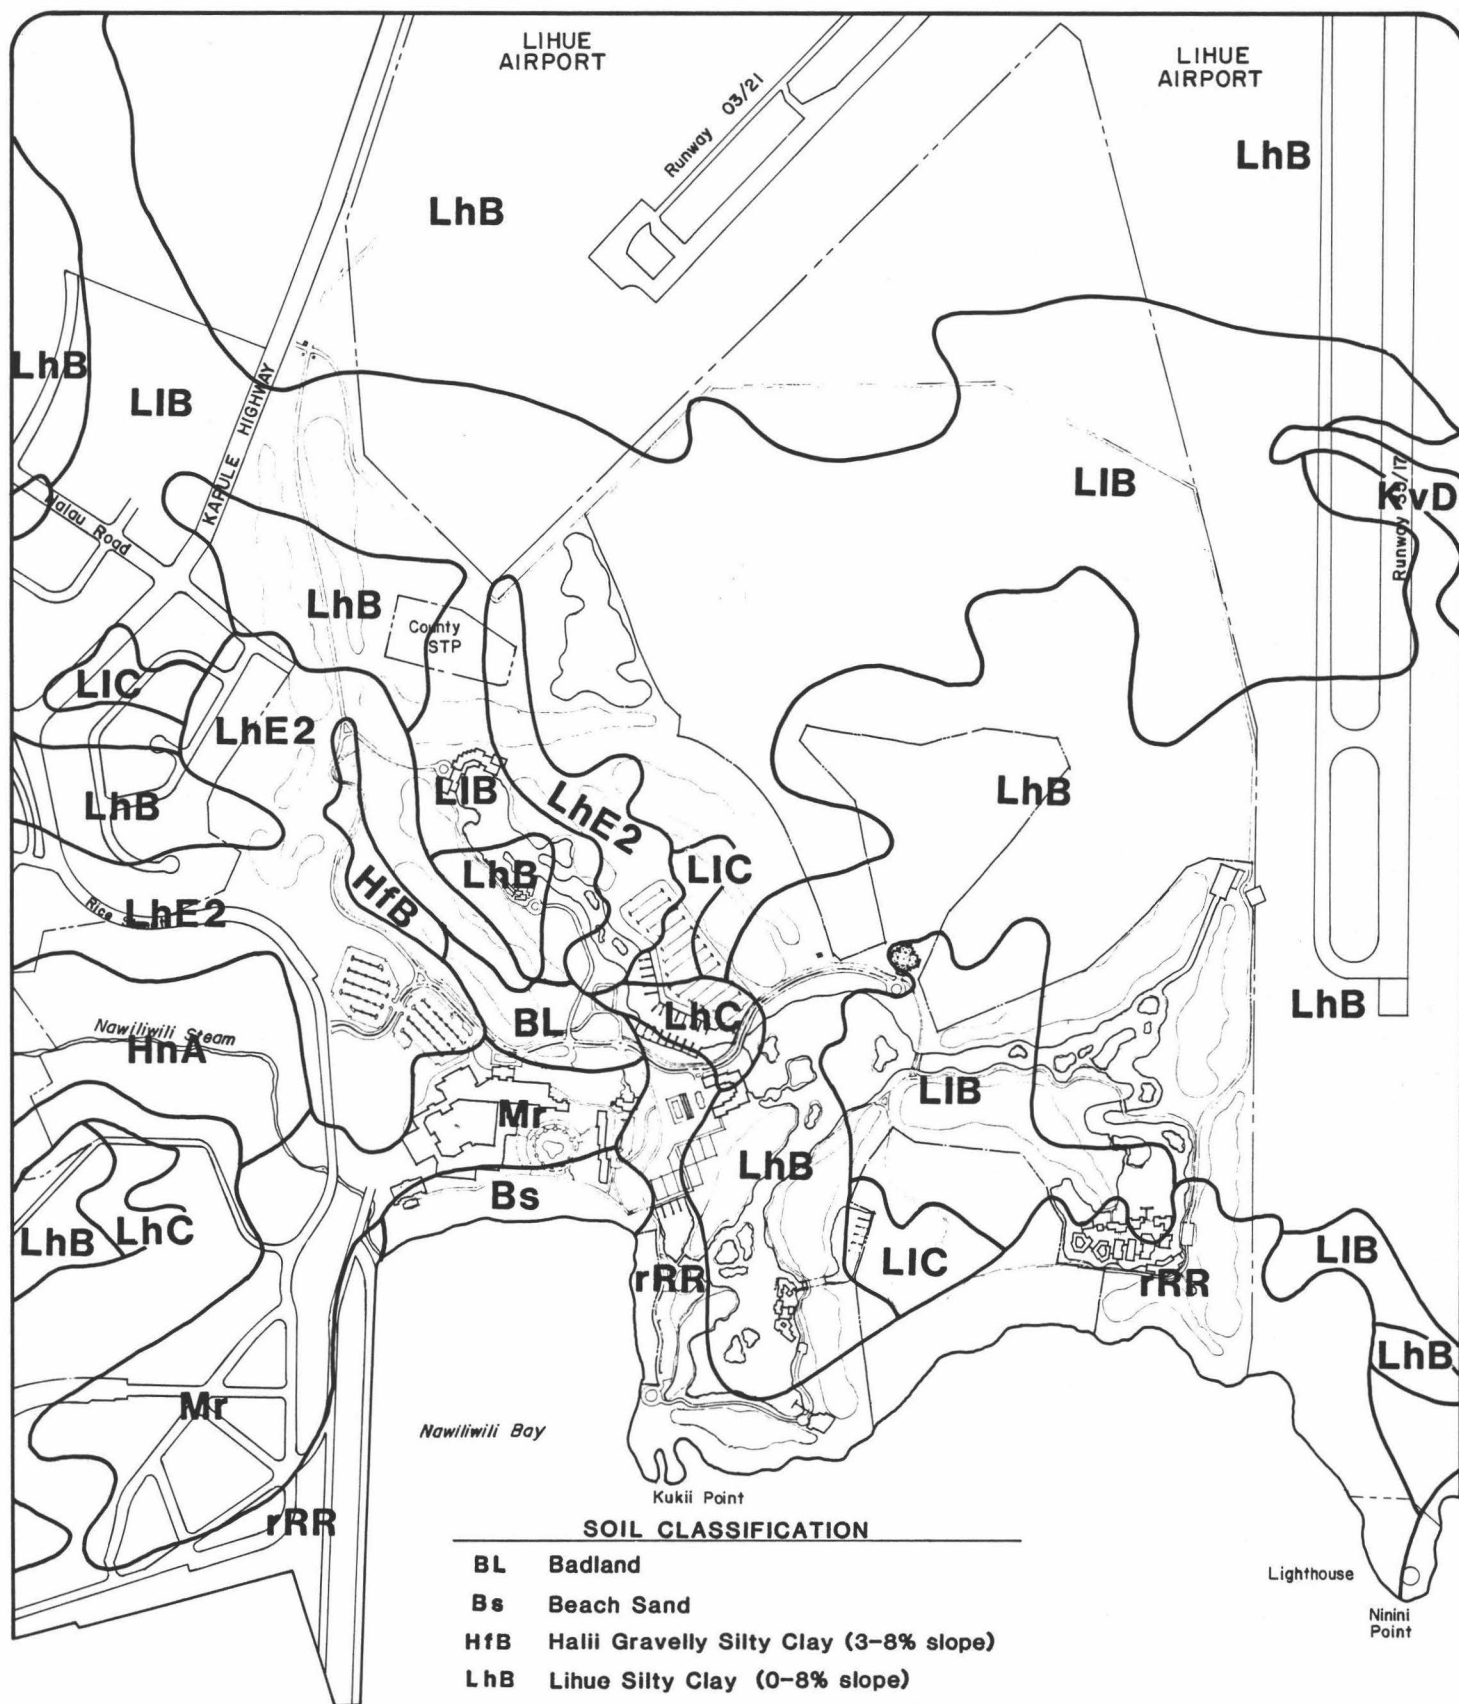 LIHUE
AIRPORT
LIHUE
AIRPORT
Runway 03/21
LhB
LhB
LhB
LIB
KAPULE HIGHWAY
LIB
KvD
Runway 35/17
Halau Road
LhB
County
STP
LIC
LhE2
LIB
LhB
LhB
LhE2
LhB
LIC
HfB
Rice
LhE2
LhB
Nawiliwili Steam
HnA
BL
LhC
LIB
Mr
LhB
Bs
LhB
LhC
LIC
rRR
rRR
LIB
LhB
Mr
Nawiliwili Bay
rRR
Kukii Point
Lighthouse
Ninini
Point
SOIL CLASSIFICATION
BL Badland
Bs Beach Sand
HfB Halii Gravelly Silty Clay (3-8% slope)
LhB Lihue Silty Clay (0-8% slope)